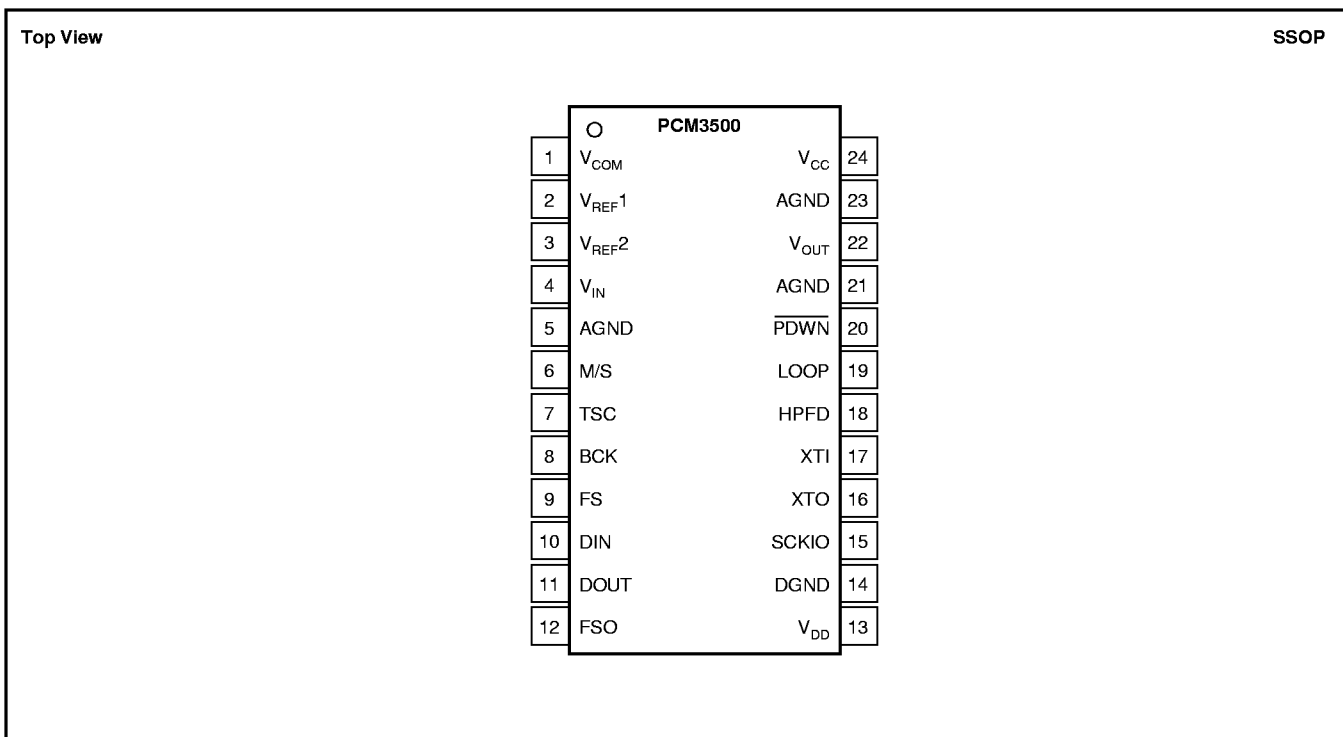 Top View SSOP
PCM3500
1 VCOM VCC 24
2 VREF1 AGND 23
3 VREF2 VOUT 22
4 VIN AGND 21
5 AGND PDWN 20
6 M/S LOOP 19
7 TSC HPFD 18
8 BCK XTI 17
9 FS XTO 16
10 DIN SCKIO 15
11 DOUT DGND 14
12 FSO VDD 13